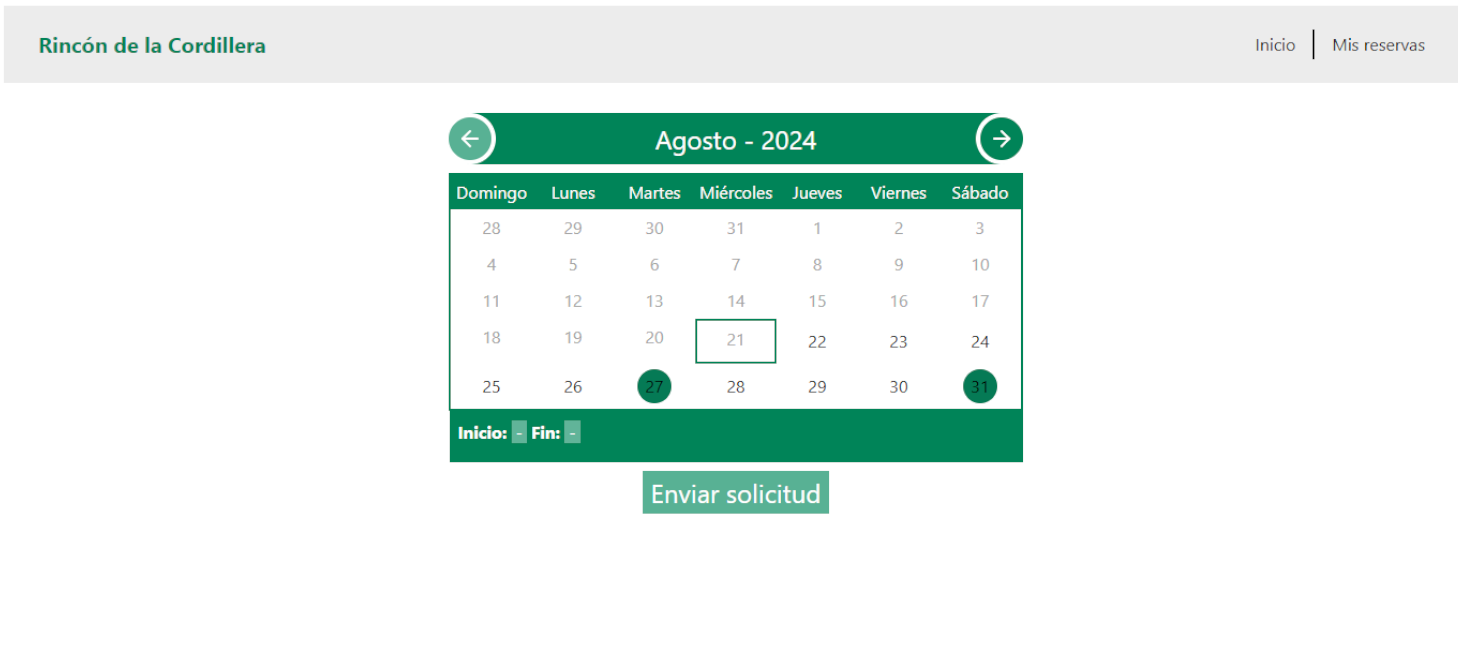 Rincón de la Cordillera Inicio Mis reservas
Agosto - 2024
Domingo Lunes Martes Miércoles Jueves Viernes Sábado
28 29 30 31 1 2 3
4 5 6 7 8 9 10
11 12 13 14 15 16 17
18 19 20 21 22 23 24
25 26 27 28 29 30 31
Inicio: - Fin: -
Enviar solicitud